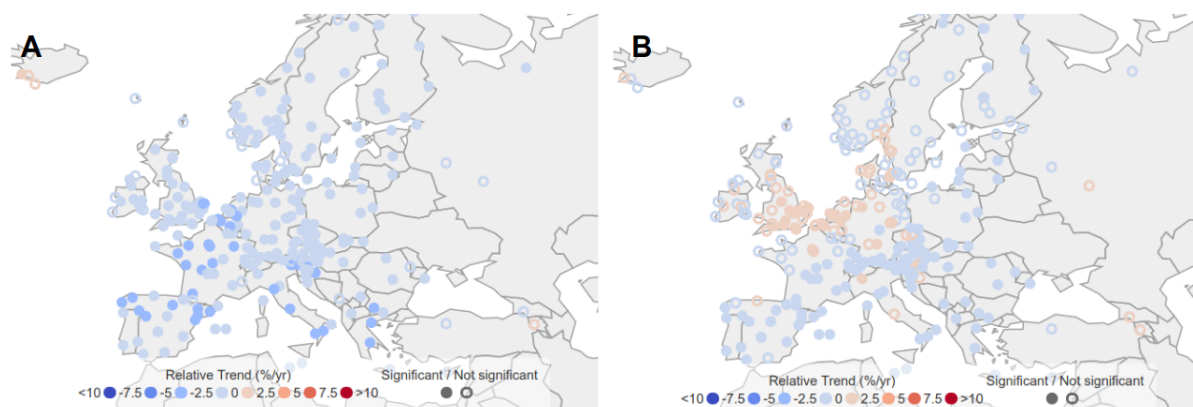 A
B
Relative Trend (%/yr)
Significant / Not significant
<10 -7.5 -5 -2.5 0 2.5 5 7.5 >10
Relative Trend (%/yr)
Significant / Not significant
<10 -7.5 -5 -2.5 0 2.5 5 7.5 >10